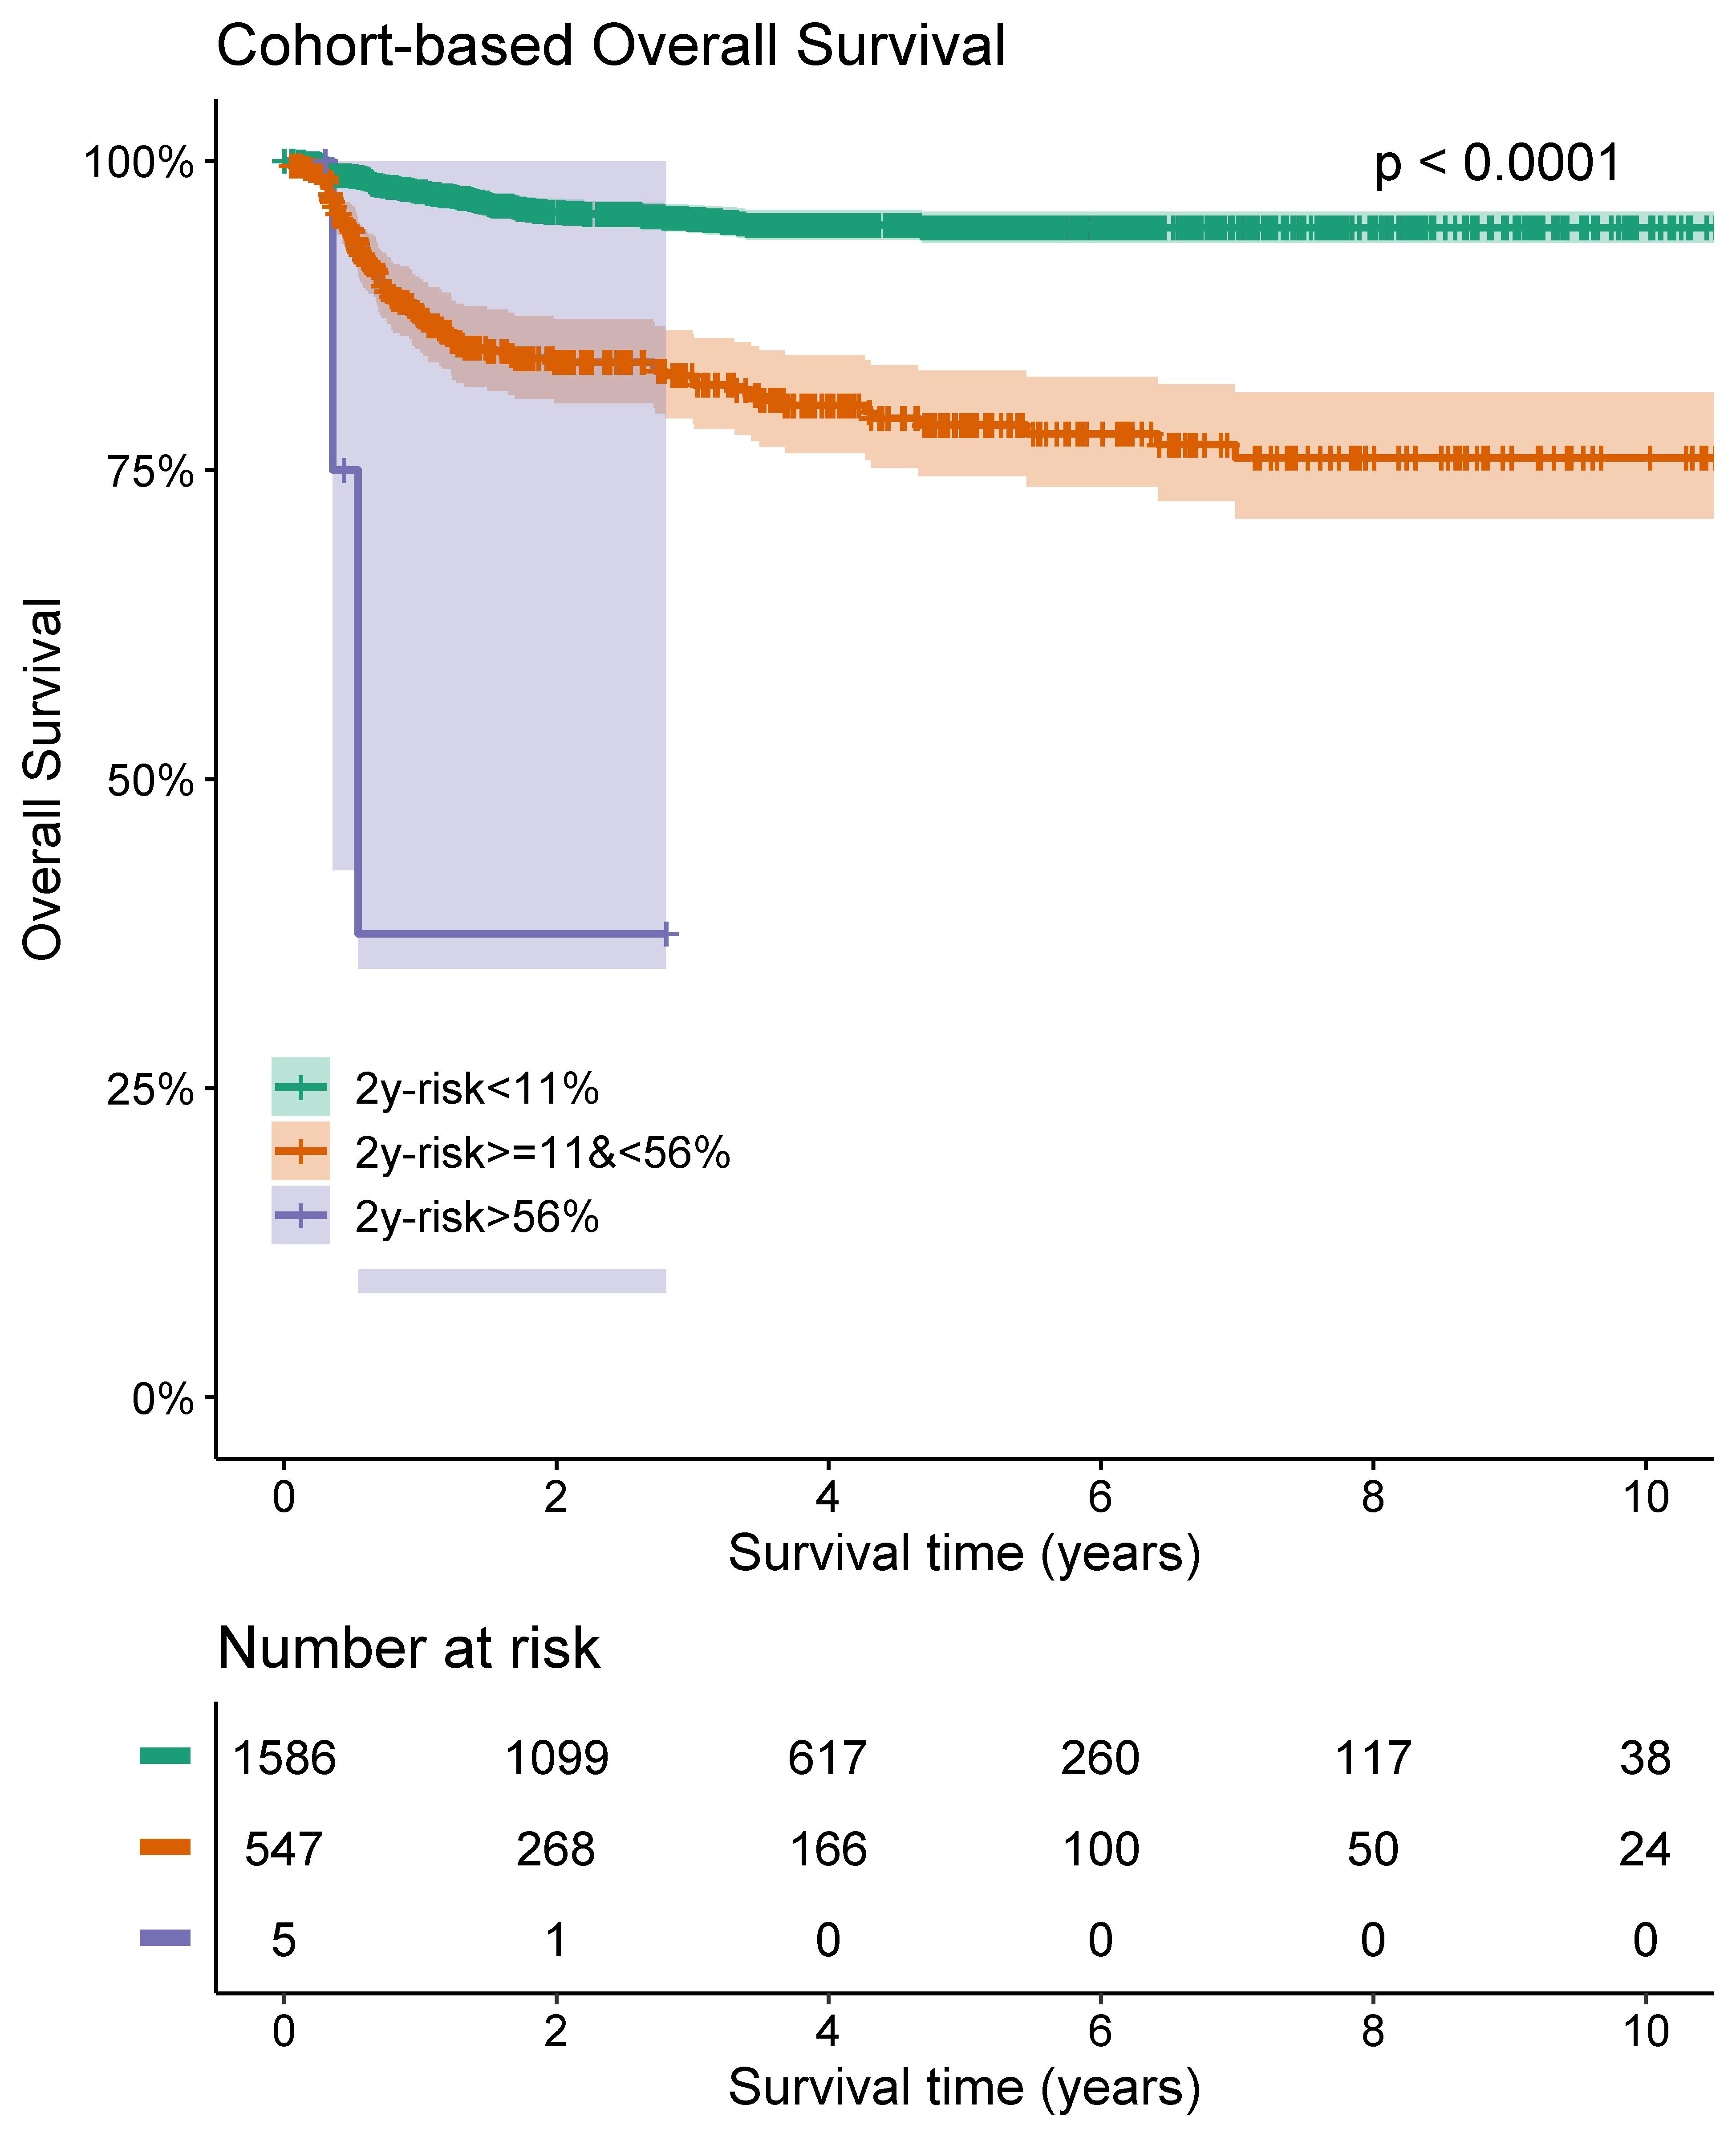 Cohort-based Overall Survival
100%
75%
50%
25%
0%
Overall Survival
p < 0.0001
2y-risk<11%
2y-risk>=11&<56%
2y-risk>56%
0 2 4 6 8 10
Survival time (years)
Number at risk
1586 1099 617 260 117 38
547 268 166 100 50 24
5 1 0 0 0 0
0 2 4 6 8 10
Survival time (years)